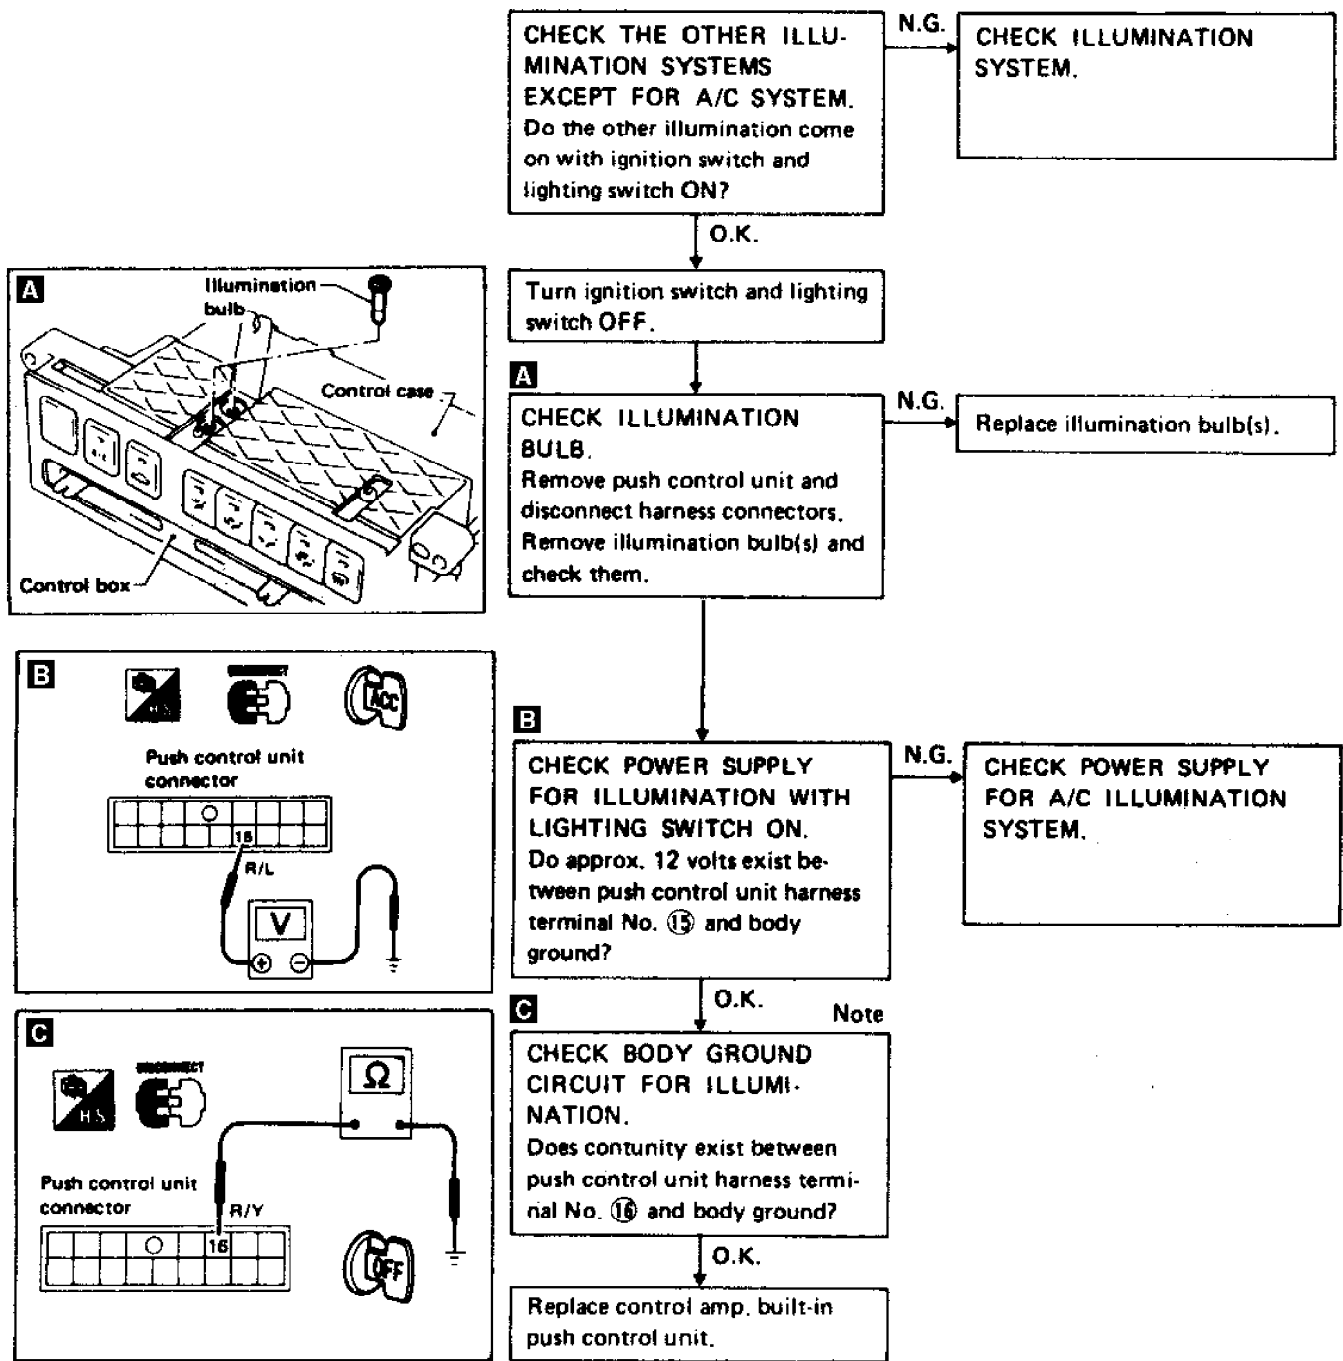 CHECK THE OTHER ILLU-
MINATION SYSTEMS
EXCEPT FOR A/C SYSTEM.
Do the other illumination come
on with ignition switch and
lighting switch ON?
N.G.
CHECK ILLUMINATION
SYSTEM.
O.K.
Turn ignition switch and lighting
switch OFF.
A
Illumination
bulb
Control case
Control box
A
CHECK ILLUMINATION
BULB.
Remove push control unit and
disconnect harness connectors.
Remove illumination bulb(s) and
check them.
N.G.
Replace illumination bulb(s).
B
DISCONNECT
H.S.
ACC
Push control unit
connector
15
R/L
V
+ −
B
CHECK POWER SUPPLY
FOR ILLUMINATION WITH
LIGHTING SWITCH ON.
Do approx. 12 volts exist be-
tween push control unit harness
terminal No. ⑮ and body
ground?
N.G.
CHECK POWER SUPPLY
FOR A/C ILLUMINATION
SYSTEM.
O.K.
Note
C
DISCONNECT
H.S.
Ω
Push control unit
connector
R/Y
16
OFF
C
CHECK BODY GROUND
CIRCUIT FOR ILLUMI-
NATION.
Does contunity exist between
push control unit harness termi-
nal No. ⑯ and body ground?
O.K.
Replace control amp. built-in
push control unit.